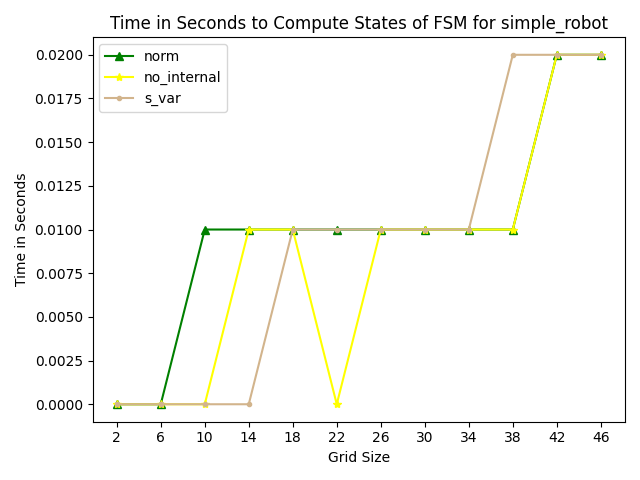 Time in Seconds to Compute States of FSM for simple_robot
norm
no_internal
s_var
Time in Seconds
0.0200
0.0175
0.0150
0.0125
0.0100
0.0075
0.0050
0.0025
0.0000
2 6 10 14 18 22 26 30 34 38 42 46
Grid Size